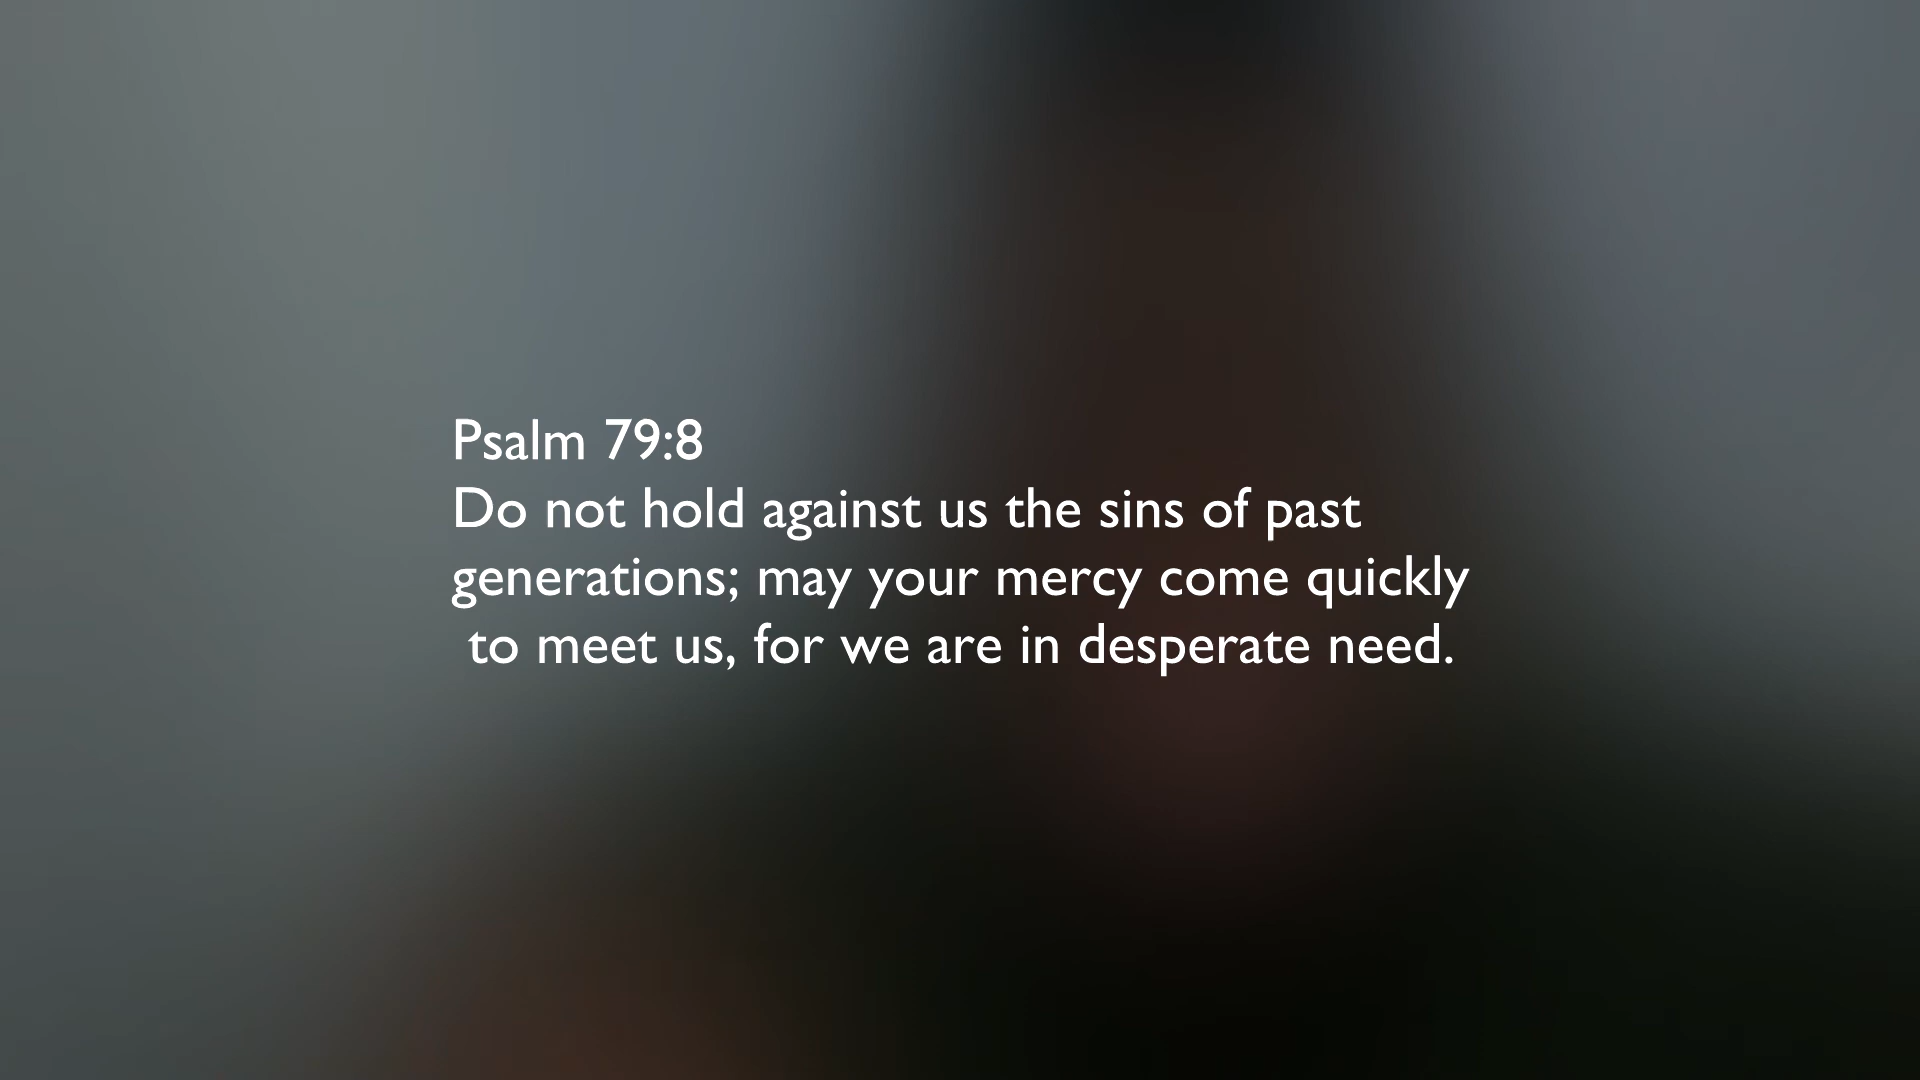 Psalm 79:8
Do not hold against us the sins of past
generations; may your mercy come quickly
to meet us, for we are in desperate need.